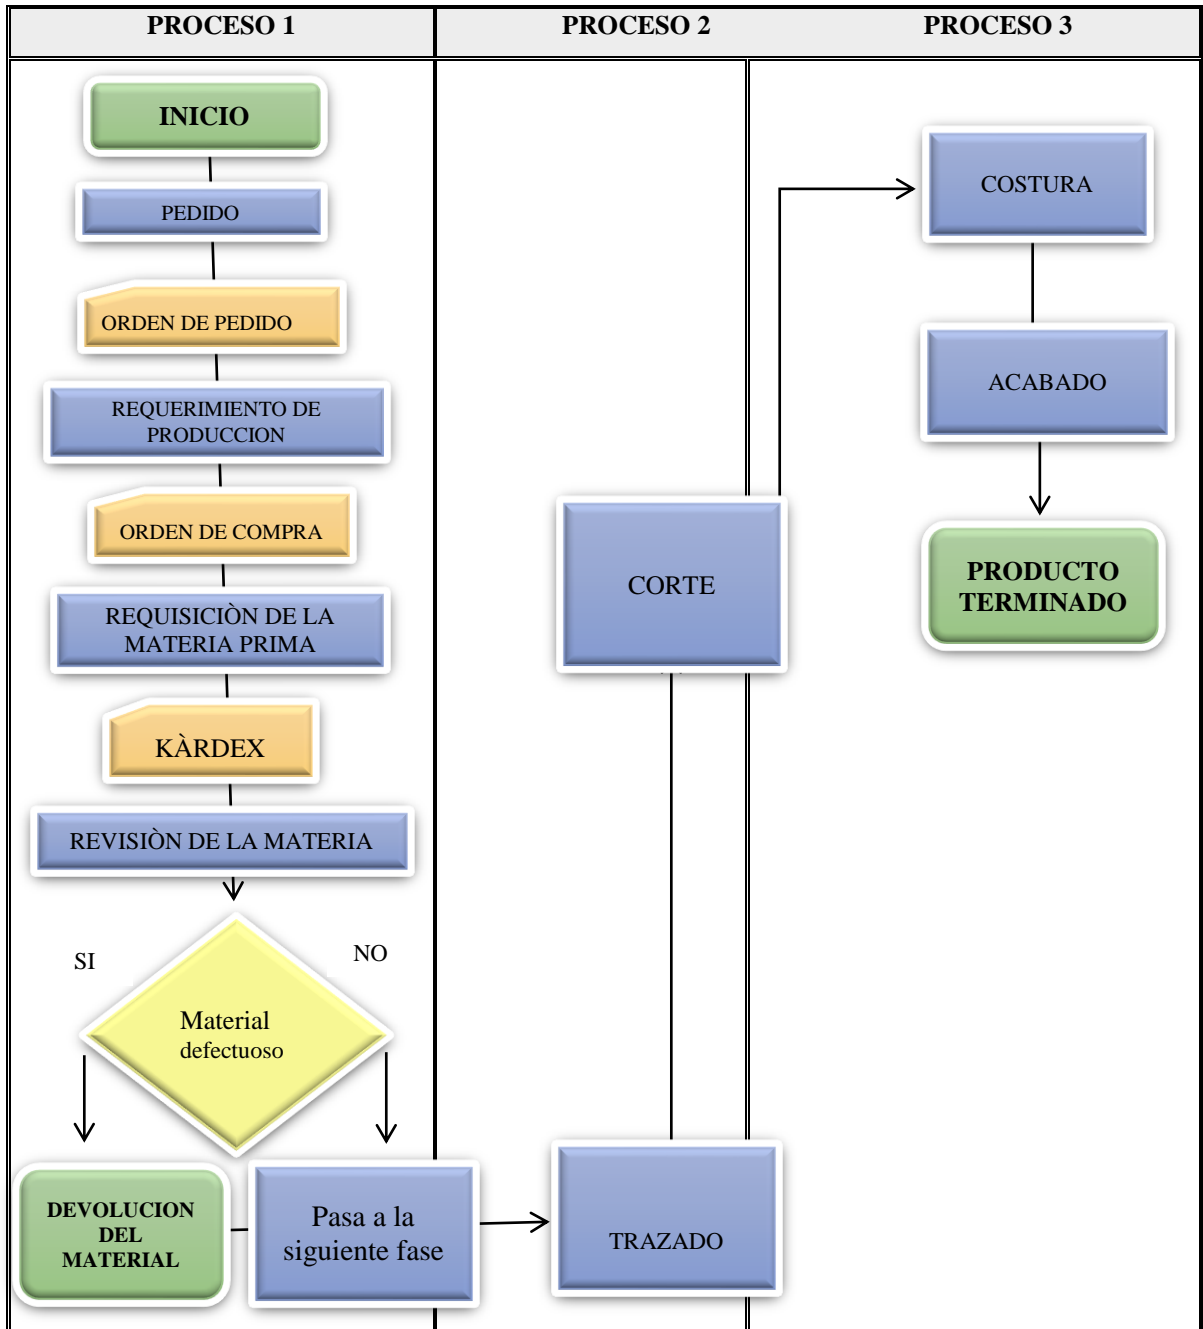 PROCESO 1
PROCESO 2
PROCESO 3
INICIO
PEDIDO
ORDEN DE PEDIDO
REQUERIMIENTO DE
PRODUCCION
ORDEN DE COMPRA
REQUISICIÒN DE LA
MATERIA PRIMA
KÀRDEX
REVISIÒN DE LA MATERIA
SI
NO
Material
defectuoso
DEVOLUCION
DEL
MATERIAL
Pasa a la
siguiente fase
TRAZADO
CORTE
COSTURA
ACABADO
PRODUCTO
TERMINADO